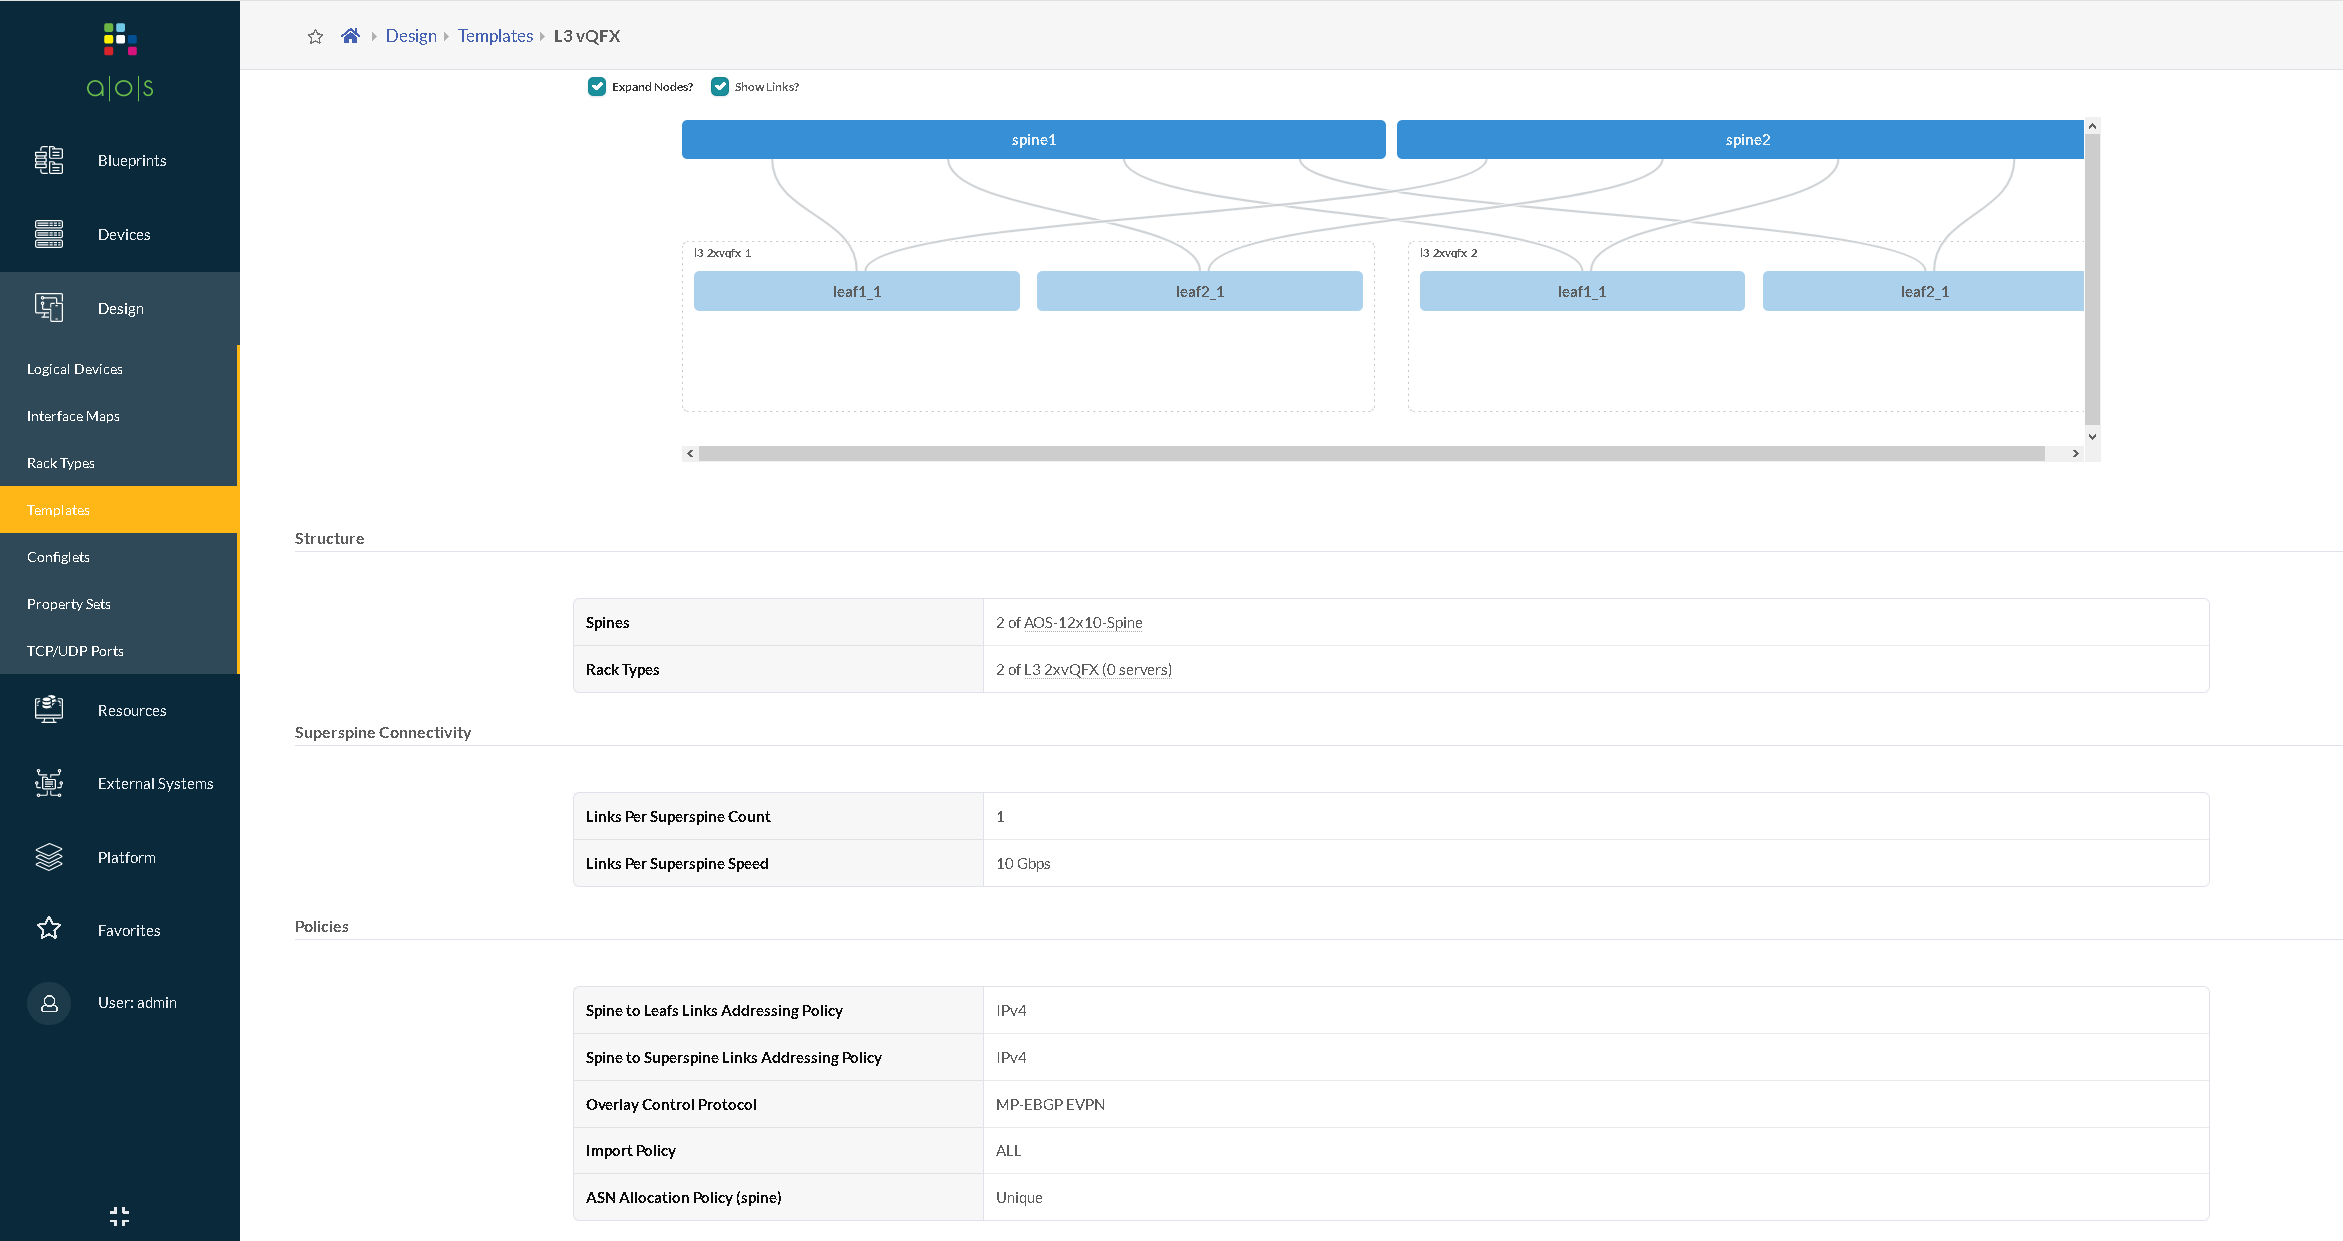 a|o|s
Blueprints
Devices
Design
Logical Devices
Interface Maps
Rack Types
Templates
Configlets
Property Sets
TCP/UDP Ports
Resources
External Systems
Platform
Favorites
User: admin
Design Templates L3 vQFX
Expand Nodes? Show Links?
spine1 spine2
l3 2xvqfx 1 l3 2xvqfx 2
leaf1_1 leaf2_1 leaf1_1 leaf2_1
Structure
Spines 2 of AOS-12x10-Spine
Rack Types 2 of L3 2xvQFX (0 servers)
Superspine Connectivity
Links Per Superspine Count 1
Links Per Superspine Speed 10 Gbps
Policies
Spine to Leafs Links Addressing Policy IPv4
Spine to Superspine Links Addressing Policy IPv4
Overlay Control Protocol MP-EBGP EVPN
Import Policy ALL
ASN Allocation Policy (spine) Unique